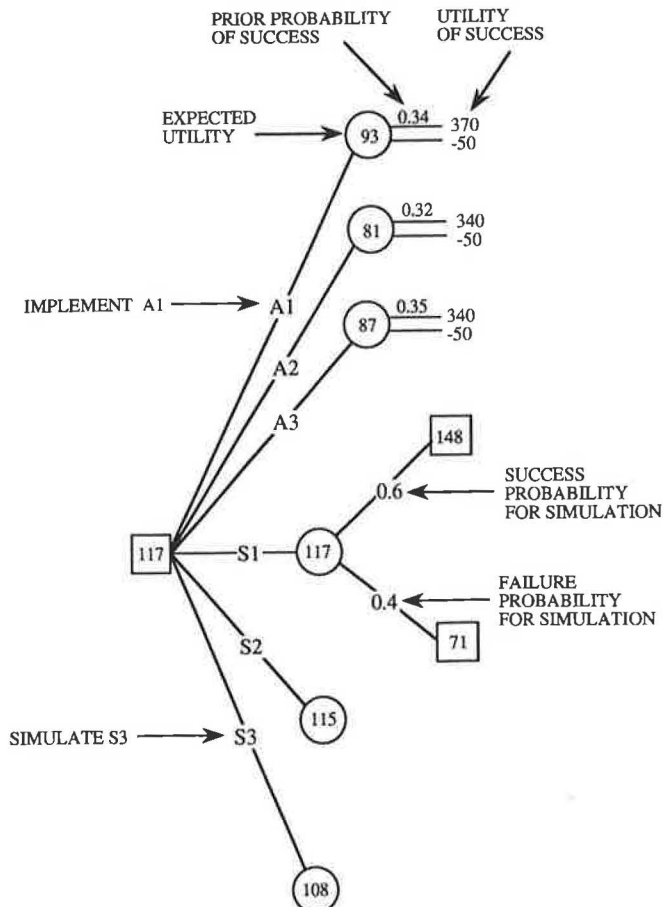 PRIOR PROBABILITY
OF SUCCESS
UTILITY
OF SUCCESS
EXPECTED
UTILITY
93
0.34
370
-50
81
0.32
340
-50
IMPLEMENT A1
A1
87
0.35
340
-50
A2
A3
148
0.6
SUCCESS
PROBABILITY
FOR SIMULATION
117
S1
117
0.4
FAILURE
PROBABILITY
FOR SIMULATION
71
S2
115
SIMULATE S3
S3
108